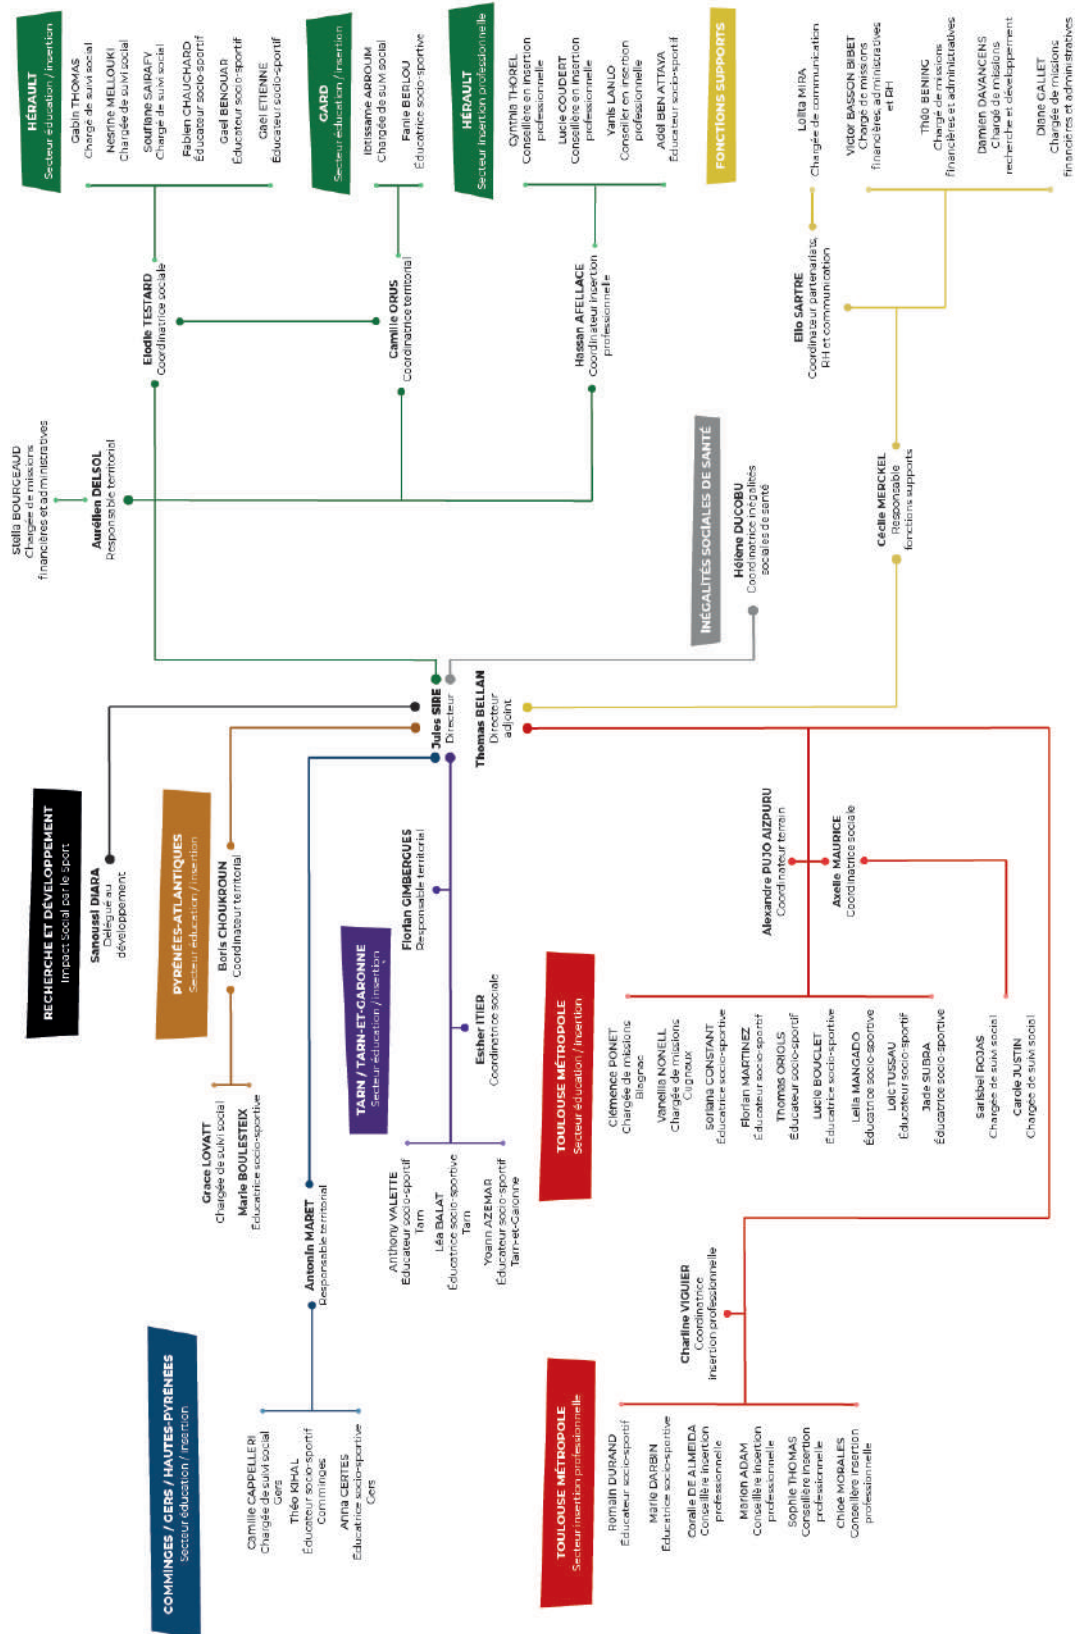 COMMINGES / GERS / HAUTES-PYRÉNÉES
Secteur éducation / insertion
Camille CAPPELLERI
Chargée de suivi social
Gers
Théo KIHAL
Éducateur socio-sportif
Comminges
Anna CERTES
Éducatrice socio-sportive
Gers
Antonin MARET
Responsable territorial
PYRÉNÉES-ATLANTIQUES
Secteur éducation / insertion
Grace LOVATT
Chargée de suivi social
Marie BOULESTEIX
Éducatrice socio-sportive
Boris CHOUKROUN
Coordinateur territorial
RECHERCHE ET DÉVELOPPEMENT
Impact Social par le Sport
Sanoussi DIARA
Délégué au
développement
TARN / TARN-ET-GARONNE
Secteur éducation / insertion
Anthony VALETTE
Éducateur socio-sportif
Tarn
Léa BALAT
Éducatrice socio-sportive
Tarn
Yoann AZEMAR
Éducateur socio-sportif
Tarn-et-Garonne
Esther ITIER
Coordinatrice sociale
Florian GIMBERGUES
Responsable territorial
Jules SIRE
Directeur
Thomas BELLAN
Directeur
adjoint
Stella BOURGEAUD
Chargée de missions
financières et administratives
Aurélien DELSOL
Responsable territorial
Elodie TESTARD
Coordinatrice sociale
Camille ORUS
Coordinatrice territorial
Hassan AFELLACE
Coordinateur insertion
professionnelle
HÉRAULT
Secteur éducation / insertion
Gabin THOMAS
Chargé de suivi social
Nesrine MELLOUKI
Chargée de suivi social
Soufiane SAIRAFY
Chargé de suivi social
Fabien CHAUCHARD
Éducateur socio-sportif
Gael BENOUAR
Éducateur socio-sportif
Gael ETIENNE
Éducateur socio-sportif
GARD
Secteur éducation / insertion
Ibtissame ARROUM
Chargée de suivi social
Fanie BERLOU
Éducatrice socio-sportive
HÉRAULT
Secteur insertion professionnelle
Cynthia THOREL
Conseillère en insertion
professionnelle
Lucie COUDERT
Conseillère en insertion
professionnelle
Yanis LANLO
Conseiller en insertion
professionnelle
Adel BEN ATTAYA
Éducateur socio-sportif
TOULOUSE MÉTROPOLE
Secteur insertion professionnelle
Romain DURAND
Éducateur socio-sportif
Marie DARBIN
Éducatrice socio-sportive
Coralie DE ALMEIDA
Conseillère insertion
professionnelle
Marion ADAM
Conseillère insertion
professionnelle
Sophie THOMAS
Conseillère insertion
professionnelle
Chloé MORALES
Conseillère insertion
professionnelle
Charline VIGUIER
Coordinatrice
insertion professionnelle
TOULOUSE MÉTROPOLE
Secteur éducation / insertion
Clémence PONET
Chargée de missions
Blagnac
Vanellia NONELL
Chargée de missions
Cugnaux
Soriana CONSTANT
Éducatrice socio-sportive
Florian MARTINEZ
Éducateur socio-sportif
Thomas ORIOLS
Éducateur socio-sportif
Lucie BOUCLET
Éducatrice socio-sportive
Leïla MANGADO
Éducatrice socio-sportive
Loïc TUSSAU
Éducateur socio-sportif
Jade SUBRA
Éducatrice socio-sportive
Sarisbel ROJAS
Chargée de suivi social
Carole JUSTIN
Chargée de suivi social
Alexandre PUJO AIZPURU
Coordinateur terrain
Axelle MAURICE
Coordinatrice sociale
INÉGALITÉS SOCIALES DE SANTÉ
Hélène DUCOBU
Coordinatrice inégalités
sociales de santé
FONCTIONS SUPPORTS
Cécile MERCKEL
Responsable
fonctions supports
Elio SARTRE
Coordinateur partenariats,
RH et communication
Lolita MIRA
Chargée de communication
Victor BASSON BIBET
Chargé de missions
financières, administratives
et RH
Théo BENING
Chargé de missions
financières et administratives
Damien DAVANCENS
Chargé de missions
recherche et développement
Diane GALLET
Chargée de missions
financières et administratives